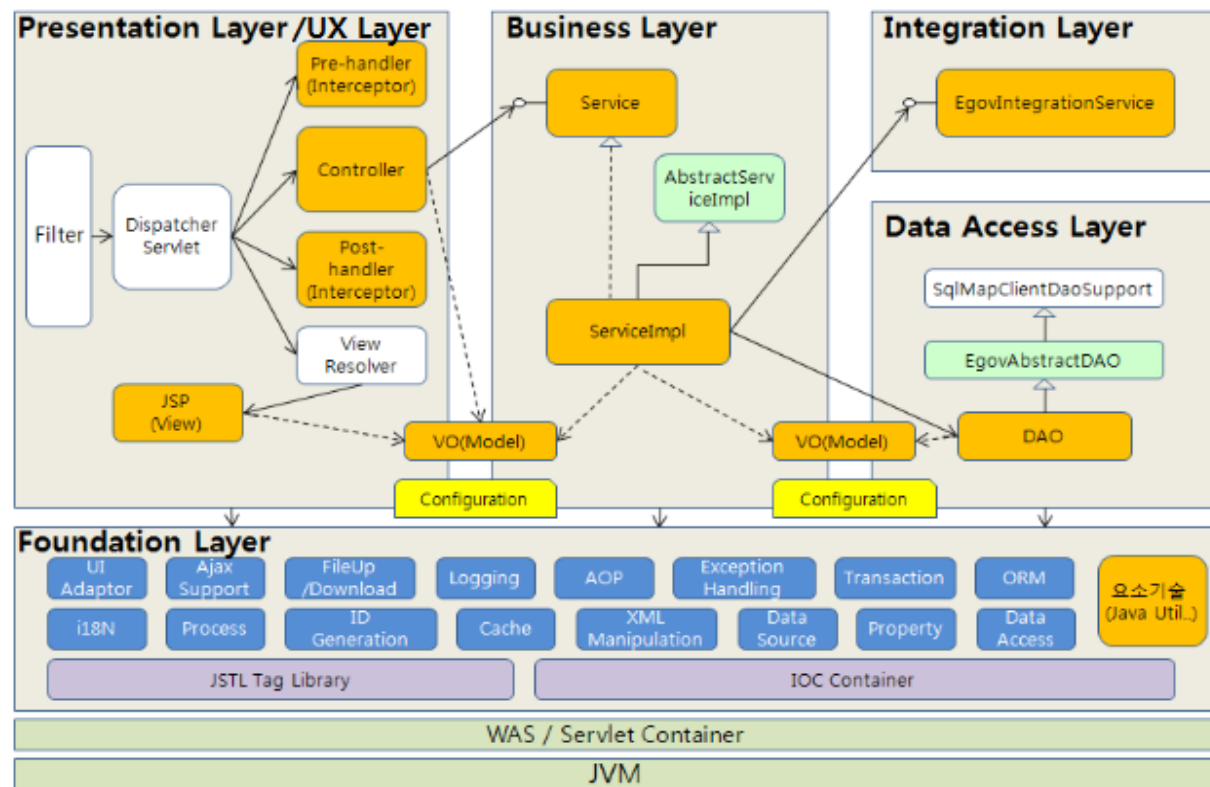 Presentation Layer /UX Layer
Pre-handler
(Interceptor)
Controller
Filter
Dispatcher
Servlet
Post-
handler
(Interceptor)
View
Resolver
JSP
(View)
VO(Model)
Configuration
Business Layer
Service
AbstractServ
iceImpl
ServiceImpl
VO(Model)
Configuration
Integration Layer
EgovIntegrationService
Data Access Layer
SqlMapClientDaoSupport
EgovAbstractDAO
DAO
Foundation Layer
UI
Adaptor
Ajax
Support
FileUp
/Download
Logging
AOP
Exception
Handling
Transaction
ORM
i18N
Process
ID
Generation
Cache
XML
Manipulation
Data
Source
Property
Data
Access
요소기술
(Java Util..)
JSTL Tag Library
IOC Container
WAS / Servlet Container
JVM